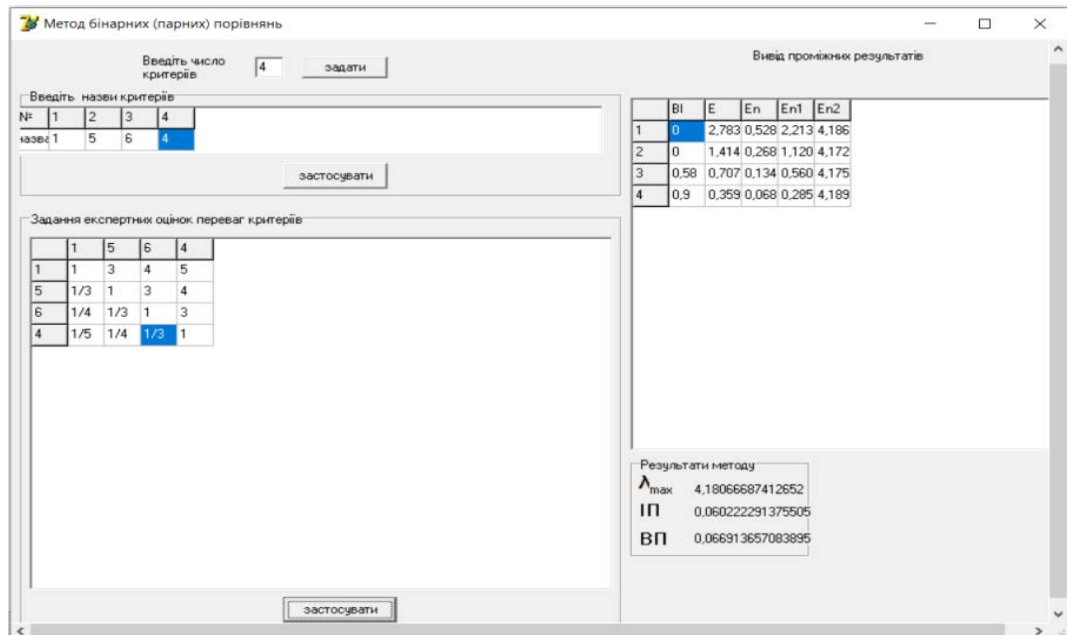 Метод бінарних (парних) порівнянь
Введіть число критеріїв 4 задати
Введіть назви критеріїв
№ 1 2 3 4
1 5 6 4
застосувати
Задання експертних оцінок переваг критеріїв
1 5 6 4
1 1 3 4 5
5 1/3 1 3 4
6 1/4 1/3 1 3
4 1/5 1/4 1/3 1
застосувати
Вивід проміжних результатів
ВІ E En En1 En2
1 0 2,783 0,528 2,213 4,186
2 0 1,414 0,268 1,120 4,172
3 0,58 0,707 0,134 0,560 4,175
4 0,9 0,359 0,068 0,285 4,189
Результати методу
λmax 4,18066687412652
ІП 0,060222291375505
ВП 0,066913657083895